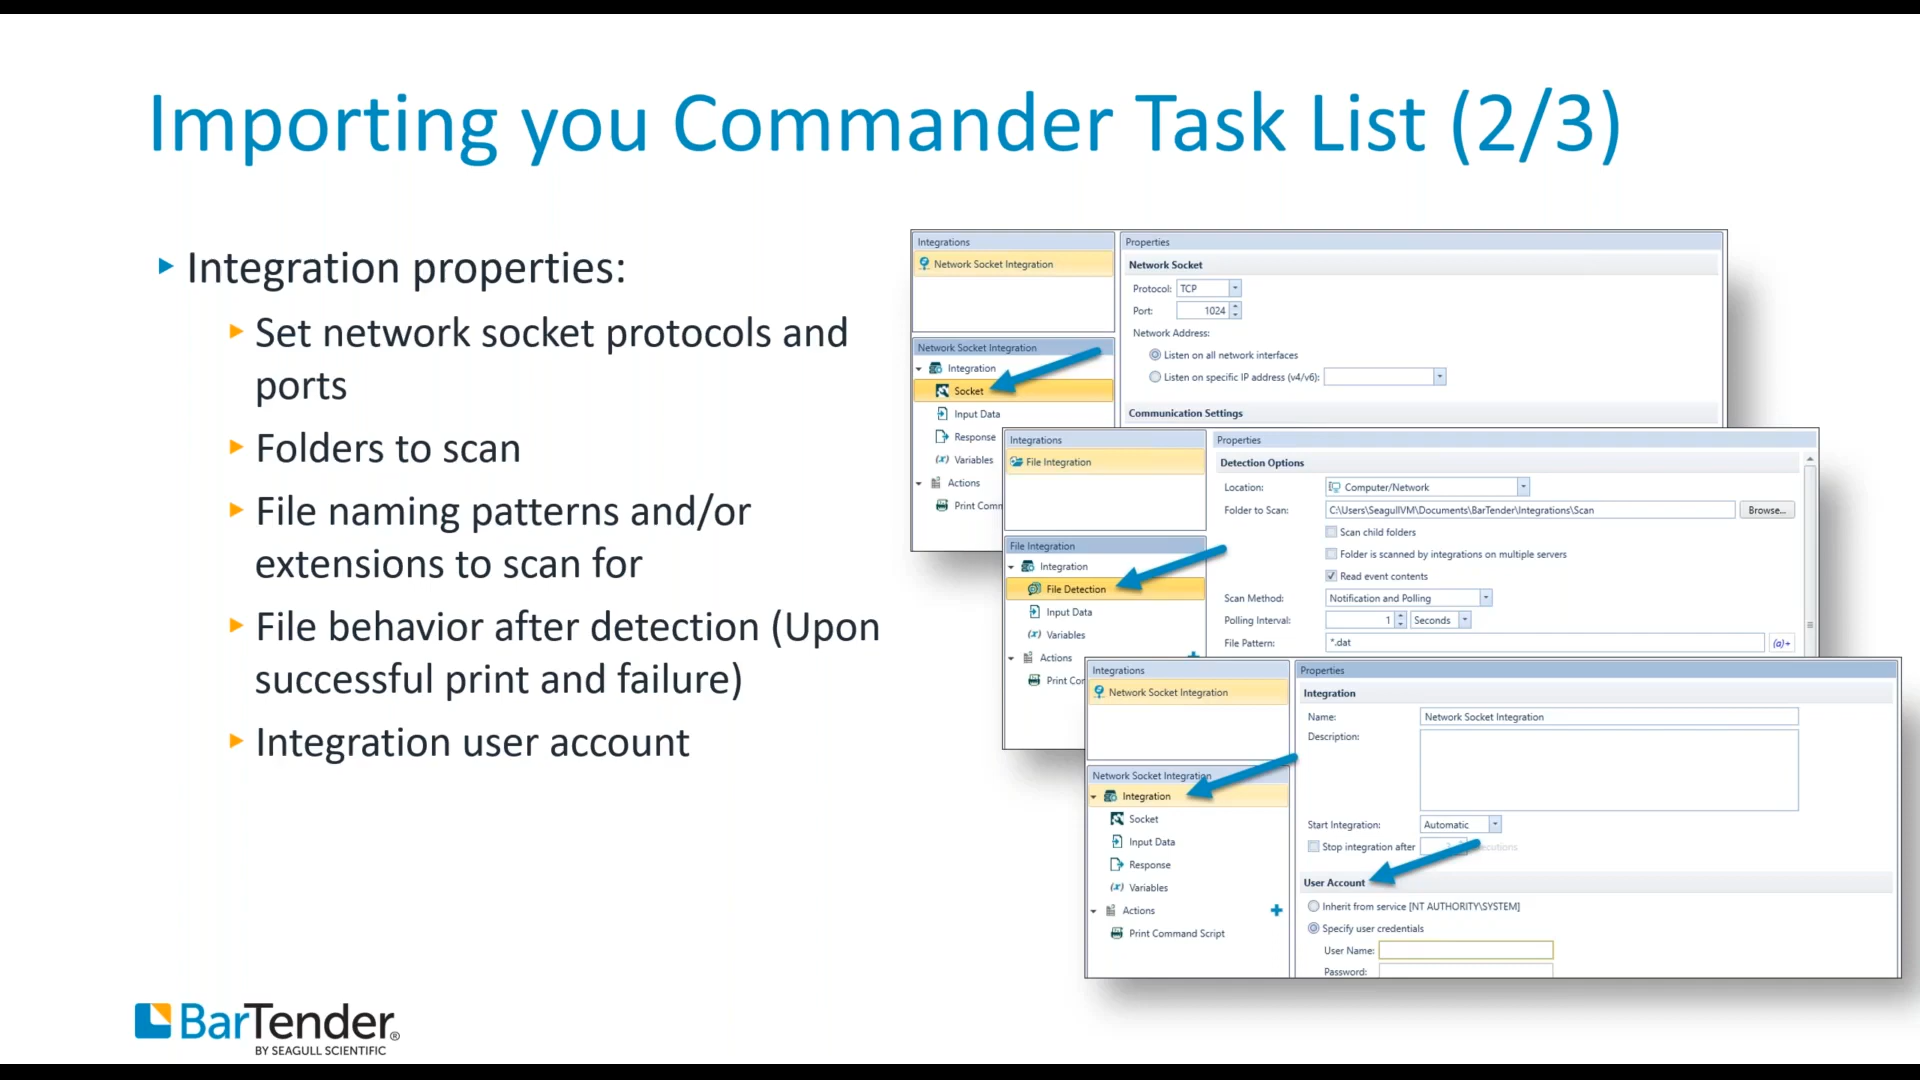 Importing you Commander Task List (2/3)
Integration properties:
Set network socket protocols and
ports
Folders to scan
File naming patterns and/or
extensions to scan for
File behavior after detection (Upon
successful print and failure)
Integration user account
Integrations
Network Socket Integration
Network Socket Integration
Integration
Socket
Input Data
Response
Variables
Actions
Print Comm
Properties
Network Socket
Protocol: TCP
Port: 1024
Network Address:
Listen on all network interfaces
Listen on specific IP address (v4/v6):
Communication Settings
Integrations
File Integration
File Integration
Integration
File Detection
Input Data
Variables
Actions
Print Co
Properties
Detection Options
Location: Computer/Network
Folder to Scan: C:\Users\SeagullVM\Documents\BarTender\Integrations\Scan Browse...
Scan child folders
Folder is scanned by integrations on multiple servers
Read event contents
Scan Method: Notification and Polling
Polling Interval: 1 Seconds
File Pattern: *.dat (a)+
Integrations
Network Socket Integration
Network Socket Integration
Integration
Socket
Input Data
Response
Variables
Actions
Print Command Script
Properties
Integration
Name: Network Socket Integration
Description:
Start Integration: Automatic
Stop integration after
User Account
Inherit from service [NT AUTHORITY\SYSTEM]
Specify user credentials
User Name:
Password:
BarTender®
BY SEAGULL SCIENTIFIC